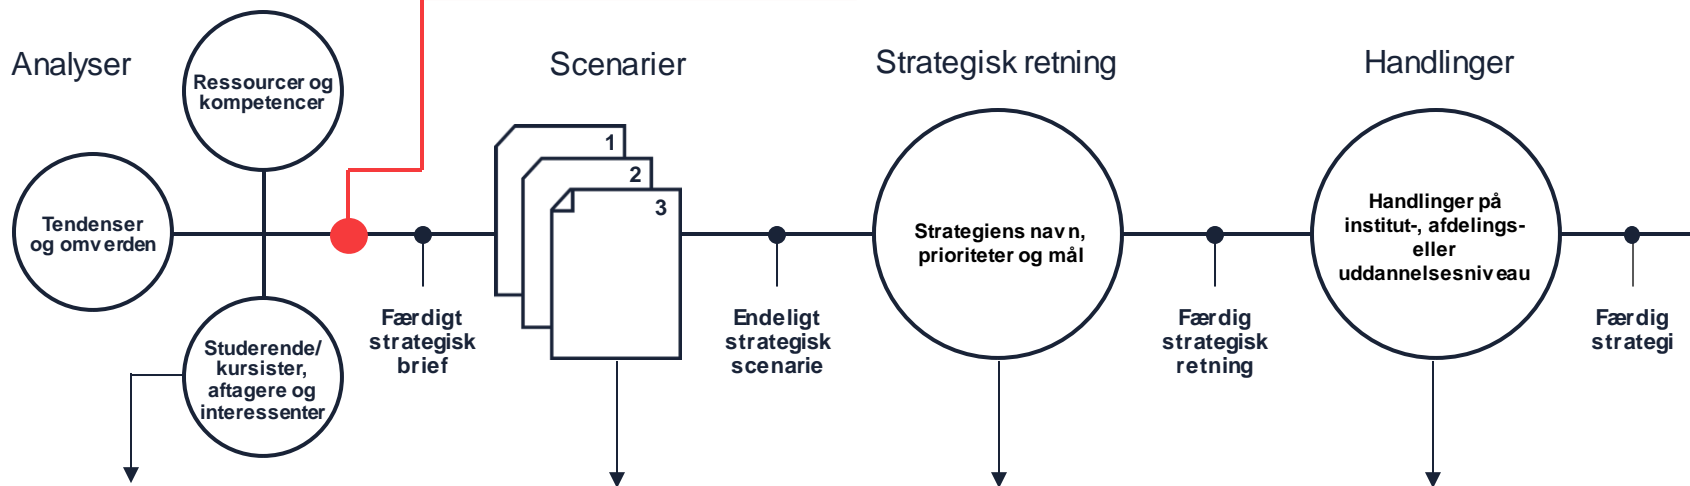 Analyser
Ressourcer og
kompetencer
Tendenser
og omverden
Studerende/
kursister,
aftagere og
interessenter
Færdigt
strategisk
brief
Scenarier
1
2
3
Endeligt
strategisk
scenarie
Strategisk retning
Strategiens navn,
prioriteter og mål
Færdig
strategisk
retning
Handlinger
Handlinger på
institut-, afdelings-
eller
uddannelsesniveau
Færdig
strategi